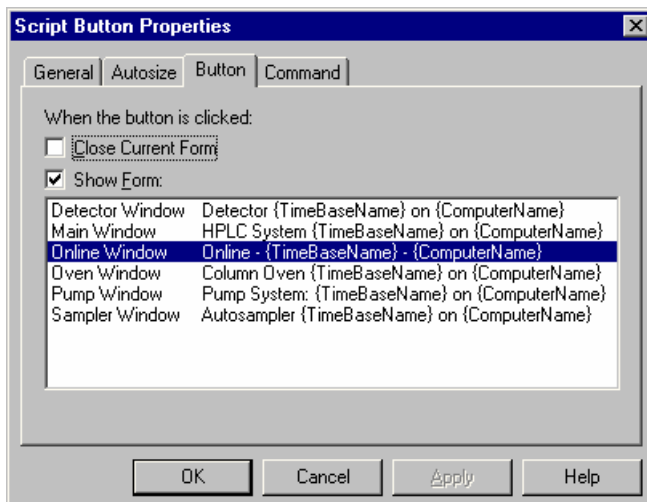 Script Button Properties
General Autosize Button Command
When the button is clicked:
Close Current Form
Show Form:
Detector Window Detector {TimeBaseName} on {ComputerName}
Main Window HPLC System {TimeBaseName} on {ComputerName}
Online Window Online - {TimeBaseName} - {ComputerName}
Oven Window Column Oven {TimeBaseName} on {ComputerName}
Pump Window Pump System: {TimeBaseName} on {ComputerName}
Sampler Window Autosampler {TimeBaseName} on {ComputerName}
OK Cancel Apply Help